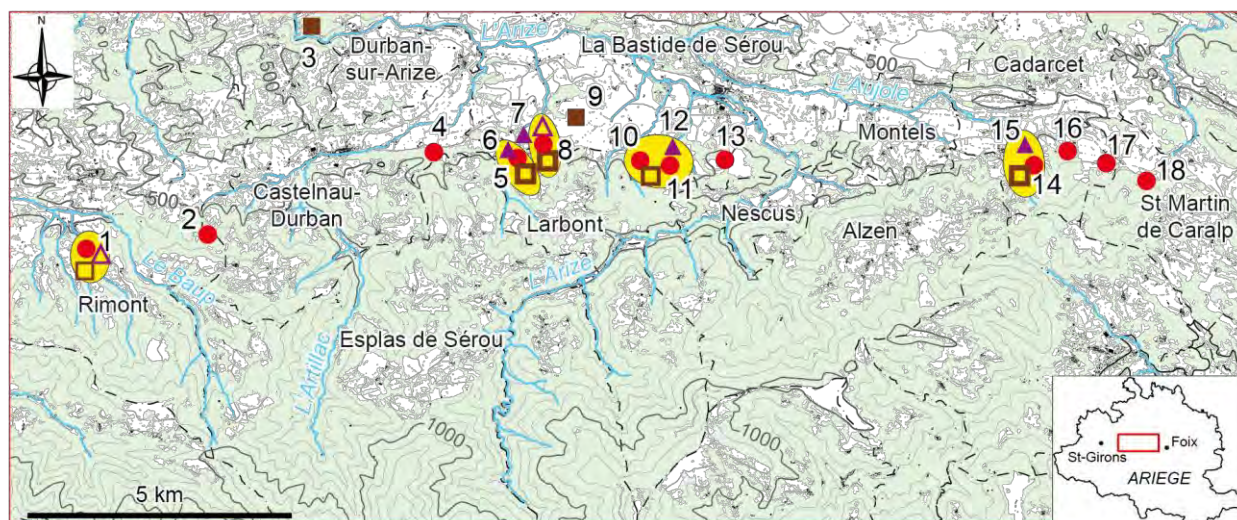 N
3
Durban-
sur-Arize
L'Arize
La Bastide de Sérou
500
Cadarcet
500
L'Aujole
Montels
4
7
9
6
8
5
10
12
13
11
15
16
17
14
18
St Martin
de Caralp
Castelnau-
Durban
500
2
1
Le Baup
Rimont
Larbont
Nescus
Alzen
L'Arize
Esplas de Sérou
L'Artillac
1000
1000
5 km
St-Girons
Foix
ARIEGE